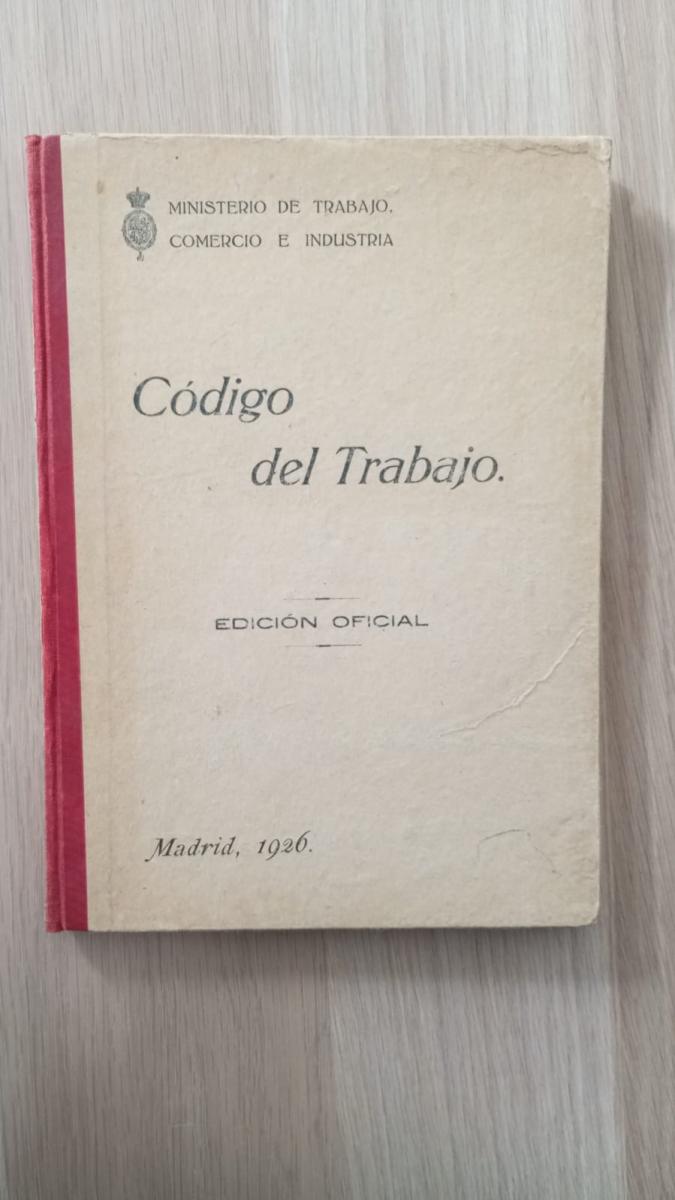 MINISTERIO DE TRABAJO,
COMERCIO E INDUSTRIA
Código
del Trabajo.
EDICIÓN OFICIAL
Madrid, 1926.